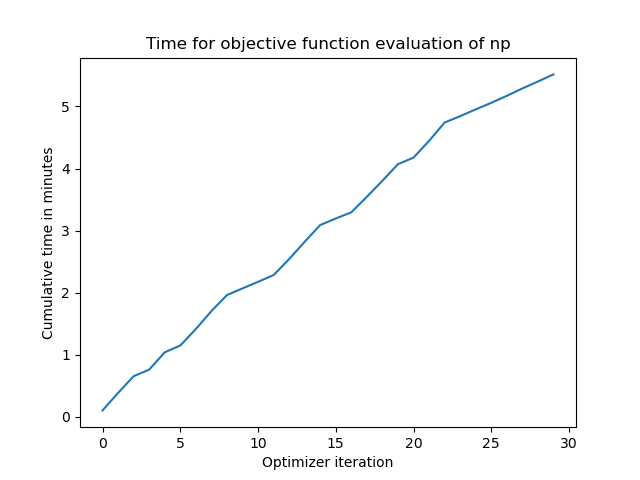 Time for objective function evaluation of np
Cumulative time in minutes
5
4
3
2
1
0
0 5 10 15 20 25 30
Optimizer iteration